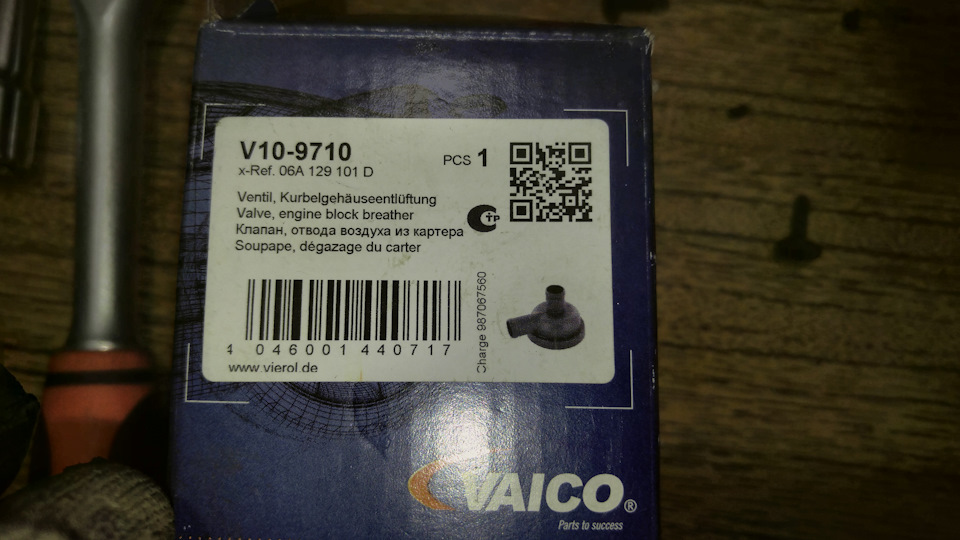 V10-9710
PCS 1
x-Ref. 06A 129 101 D
Ventil, Kurbelgehäuseentlüftung
Valve, engine block breather
Клапан, отвода воздуха из картера
Soupape, dégazage du carter
СТР
Charge 987067560
4 046001 440717
www.vierol.de
VAICO®
Parts to success